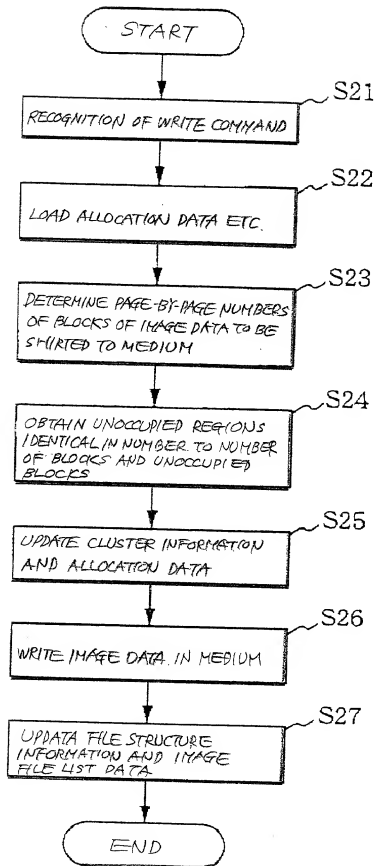 START
S21
RECOGNITION OF WRITE COMMAND
S22
LOAD ALLOCATION DATA ETC.
S23
DETERMINE PAGE-BY-PAGE NUMBERS
OF BLOCKS OF IMAGE DATA TO BE
SHIRTED TO MEDIUM
S24
OBTAIN UNOCCUPIED REGIONS
IDENTICAL IN NUMBER TO NUMBER
OF BLOCKS AND UNOCCUPIED
BLOCKS
S25
UPDATE CLUSTER INFORMATION
AND ALLOCATION DATA
S26
WRITE IMAGE DATA IN MEDIUM
S27
UPDATA FILE STRUCTURE
INFORMATION AND IMAGE
FILE LIST DATA
END